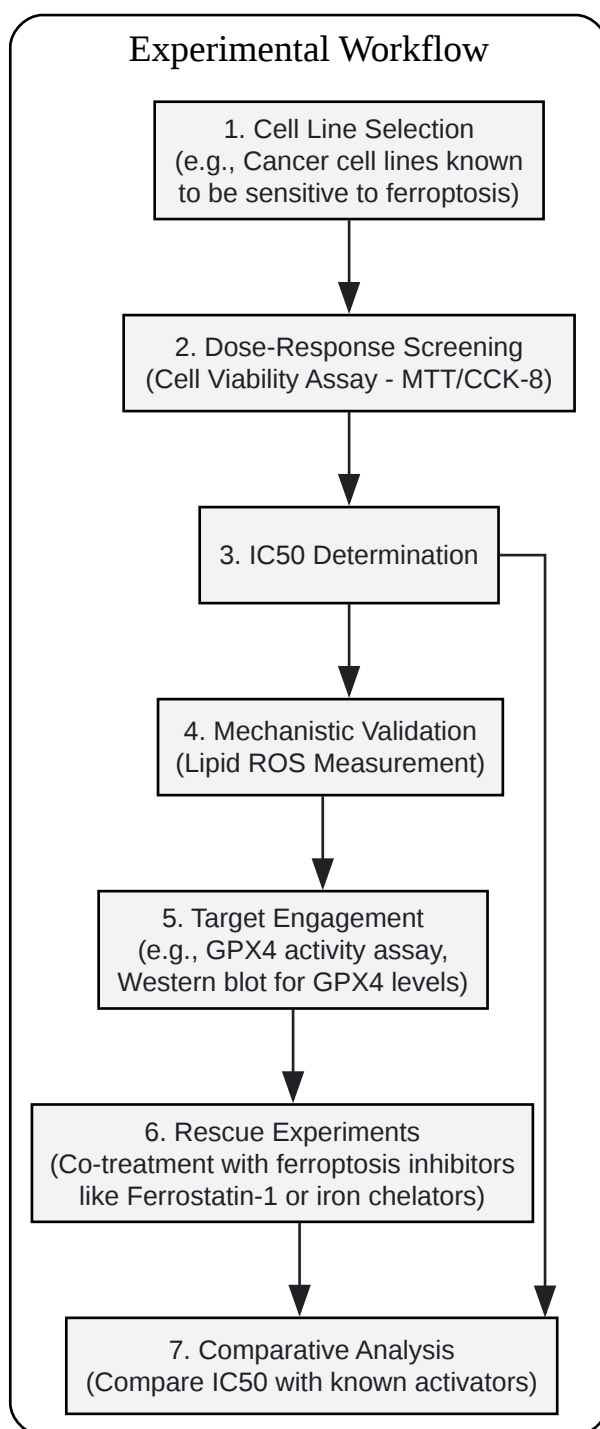 Experimental Workflow
1. Cell Line Selection
(e.g., Cancer cell lines known
to be sensitive to ferroptosis)
2. Dose-Response Screening
(Cell Viability Assay - MTT/CCK-8)
3. IC50 Determination
4. Mechanistic Validation
(Lipid ROS Measurement)
5. Target Engagement
(e.g., GPX4 activity assay,
Western blot for GPX4 levels)
6. Rescue Experiments
(Co-treatment with ferroptosis inhibitors
like Ferrostatin-1 or iron chelators)
7. Comparative Analysis
(Compare IC50 with known activators)